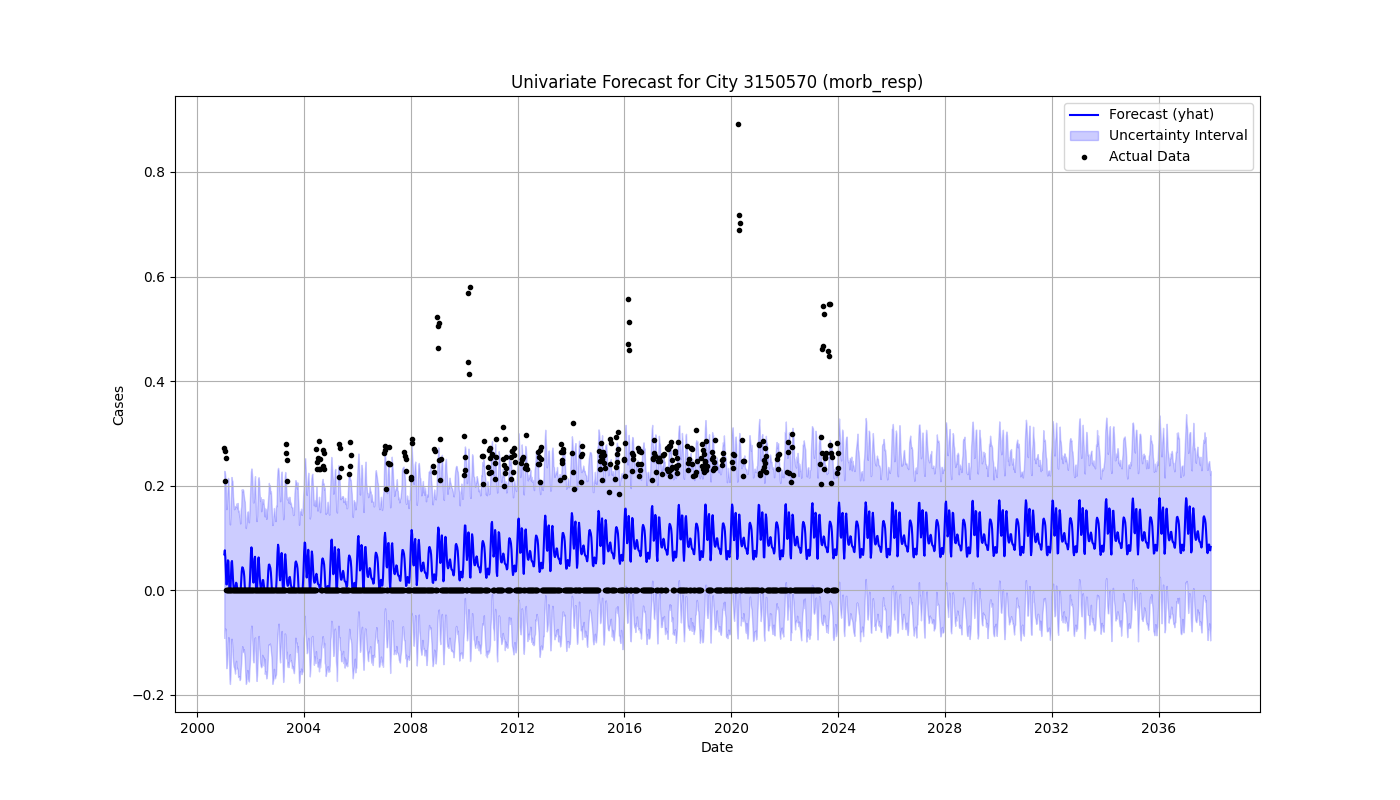 Univariate Forecast for City 3150570 (morb_resp)
Forecast (yhat)
Uncertainty Interval
Actual Data
Cases
0.8
0.6
0.4
0.2
0.0
−0.2
2000 2004 2008 2012 2016 2020 2024 2028 2032 2036
Date